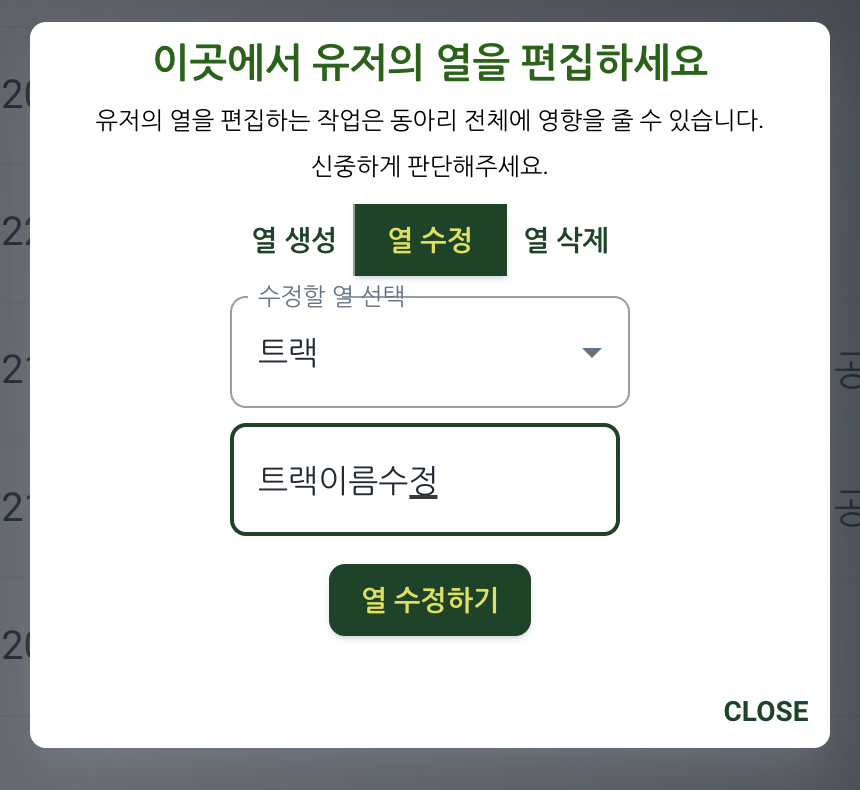 이곳에서 유저의 열을 편집하세요
유저의 열을 편집하는 작업은 동아리 전체에 영향을 줄 수 있습니다.
신중하게 판단해주세요.
열 생성 열 수정 열 삭제
수정할 열 선택
트랙
트랙이름수정
열 수정하기
CLOSE